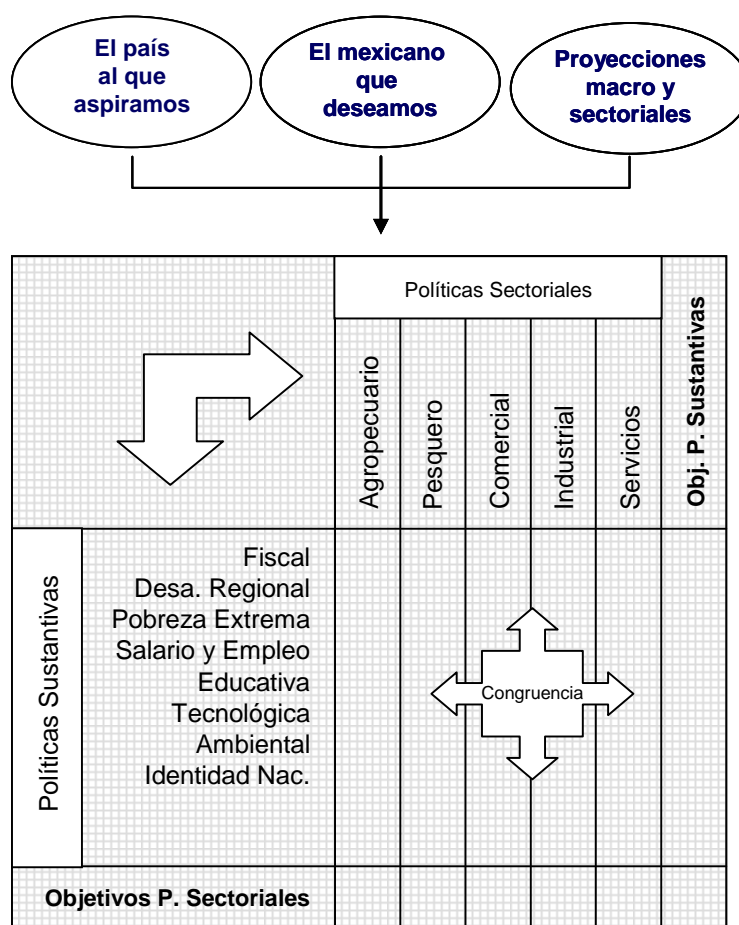 El país
al que
aspiramos
El mexicano
que
deseamos
Proyecciones
macro y
sectoriales
Políticas Sectoriales
Agropecuario
Pesquero
Comercial
Industrial
Servicios
Obj. P. Sustantivas
Políticas Sustantivas
Fiscal
Desa. Regional
Pobreza Extrema
Salario y Empleo
Educativa
Tecnológica
Ambiental
Identidad Nac.
Congruencia
Objetivos P. Sectoriales